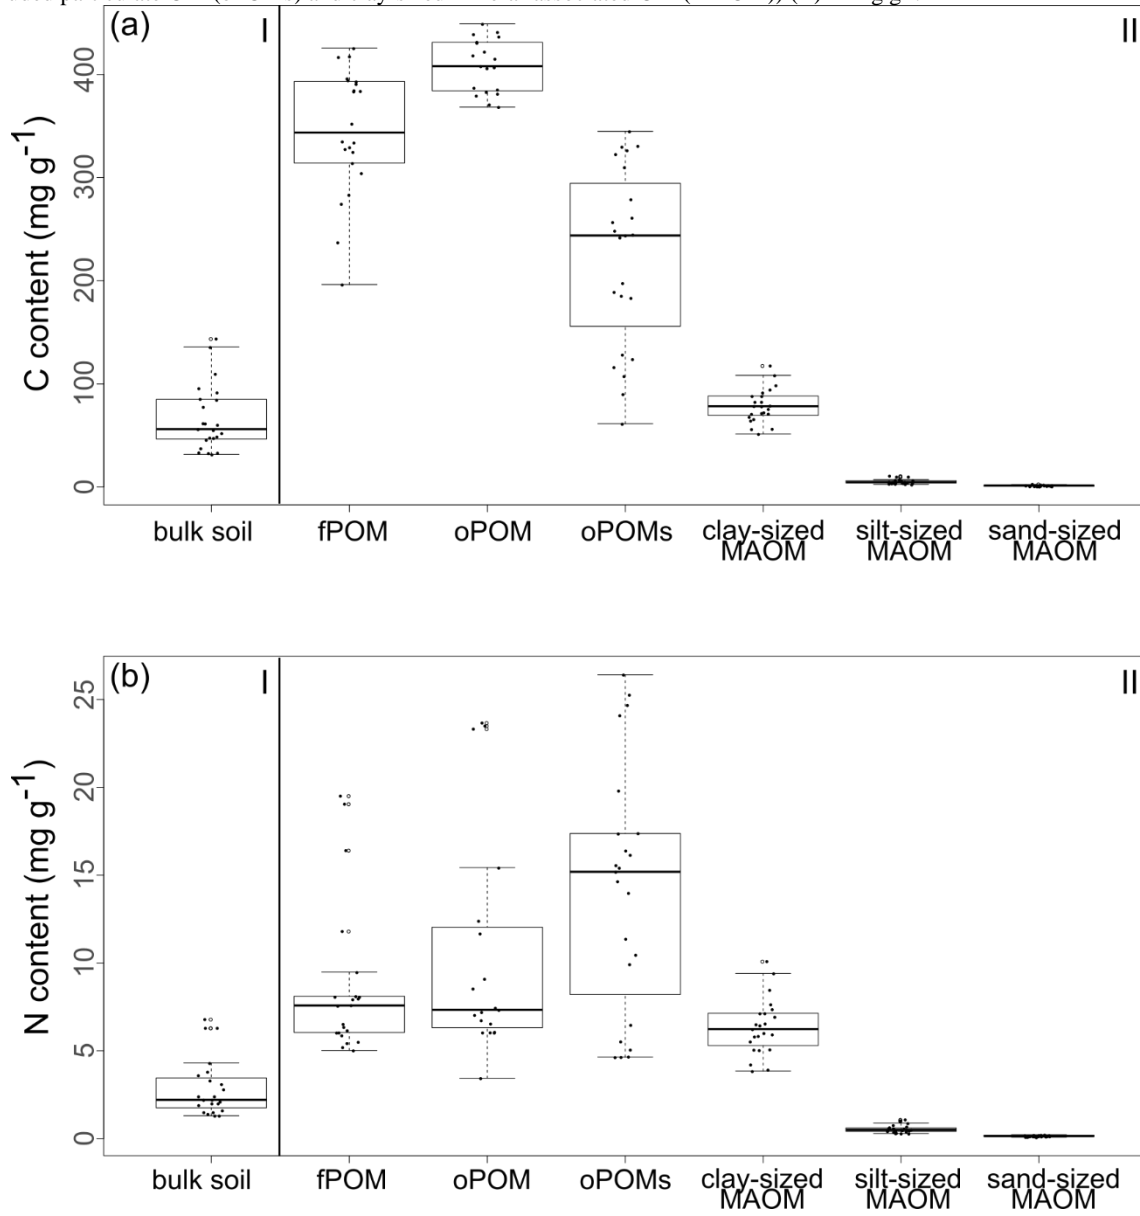 (a) I II
C content (mg g-1)
400
300
200
100
0
bulk soil fPOM oPOM oPOMs clay-sized MAOM silt-sized MAOM sand-sized MAOM
(b) I II
N content (mg g-1)
25
20
15
10
5
0
bulk soil fPOM oPOM oPOMs clay-sized MAOM silt-sized MAOM sand-sized MAOM